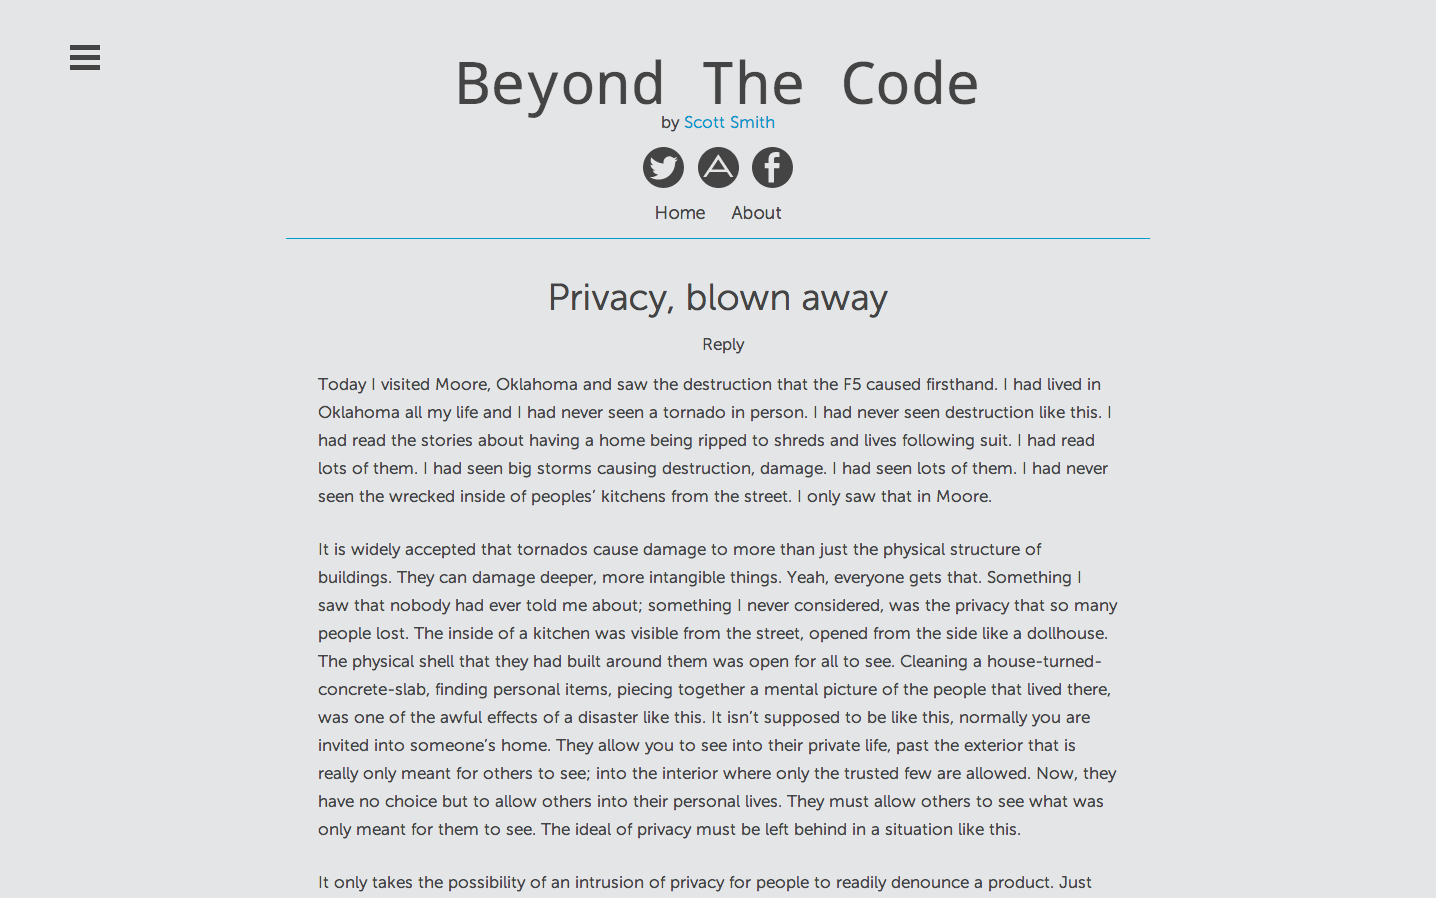 Beyond The Code
by Scott Smith
Home About
Privacy, blown away
Reply
Today I visited Moore, Oklahoma and saw the destruction that the F5 caused firsthand. I had lived in
Oklahoma all my life and I had never seen a tornado in person. I had never seen destruction like this. I
had read the stories about having a home being ripped to shreds and lives following suit. I had read
lots of them. I had seen big storms causing destruction, damage. I had seen lots of them. I had never
seen the wrecked inside of peoples’ kitchens from the street. I only saw that in Moore.
It is widely accepted that tornados cause damage to more than just the physical structure of
buildings. They can damage deeper, more intangible things. Yeah, everyone gets that. Something I
saw that nobody had ever told me about; something I never considered, was the privacy that so many
people lost. The inside of a kitchen was visible from the street, opened from the side like a dollhouse.
The physical shell that they had built around them was open for all to see. Cleaning a house-turned-
concrete-slab, finding personal items, piecing together a mental picture of the people that lived there,
was one of the awful effects of a disaster like this. It isn’t supposed to be like this, normally you are
invited into someone’s home. They allow you to see into their private life, past the exterior that is
really only meant for others to see; into the interior where only the trusted few are allowed. Now, they
have no choice but to allow others into their personal lives. They must allow others to see what was
only meant for them to see. The ideal of privacy must be left behind in a situation like this.
It only takes the possibility of an intrusion of privacy for people to readily denounce a product. Just